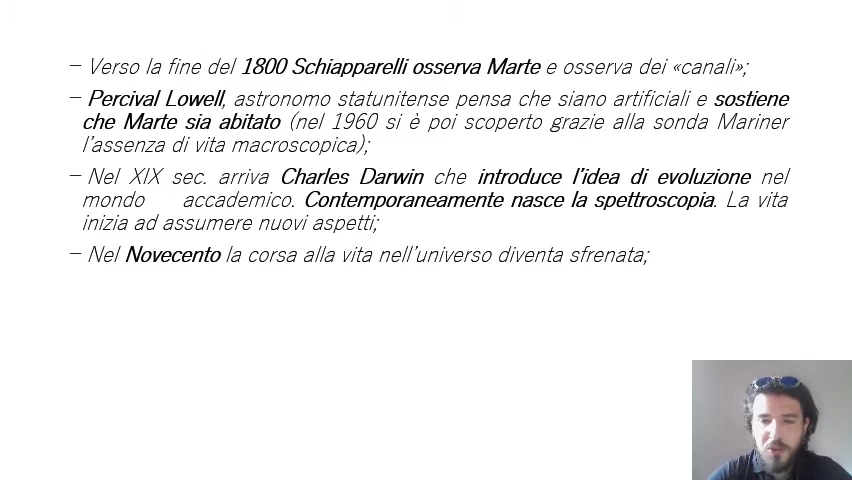 – Verso la fine del 1800 Schiapparelli osserva Marte e osserva dei «canali»;
– Percival Lowell, astronomo statunitense pensa che siano artificiali e sostiene
che Marte sia abitato (nel 1960 si è poi scoperto grazie alla sonda Mariner
l'assenza di vita macroscopica);
– Nel XIX sec. arriva Charles Darwin che introduce l'idea di evoluzione nel
mondo accademico. Contemporaneamente nasce la spettroscopia. La vita
inizia ad assumere nuovi aspetti;
– Nel Novecento la corsa alla vita nell'universo diventa sfrenata;